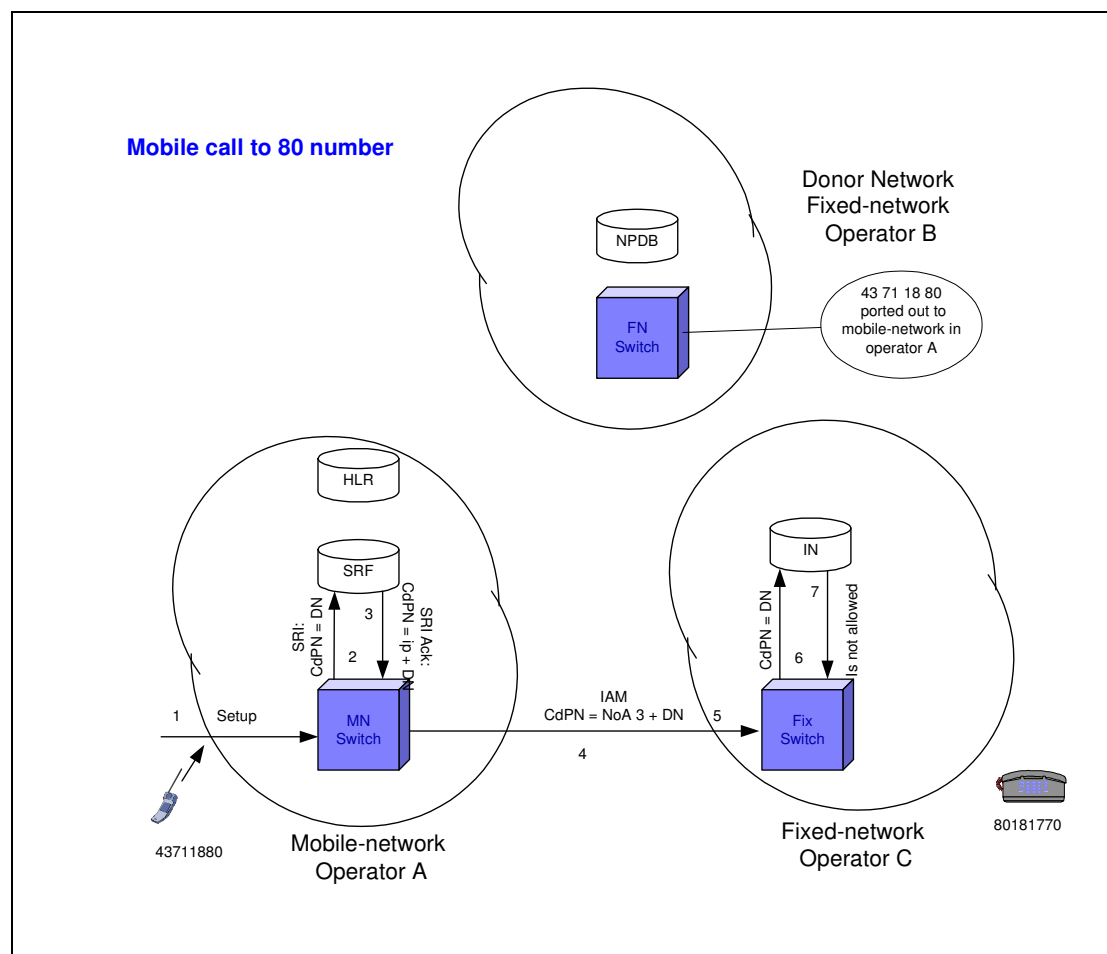 Mobile call to 80 number
Donor Network
Fixed-network
Operator B
NPDB
FN
Switch
43 71 18 80
ported out to
mobile-network in
operator A
HLR
SRF
SRI:
CdPN = DN
2
3
SRI Ack:
CdPN = ip + DN
1
Setup
MN
Switch
IAM
CdPN = NoA 3 + DN
4
5
IN
CdPN = DN
6
7
Is not allowed
Fix
Switch
43711880
Mobile-network
Operator A
Fixed-network
Operator C
80181770